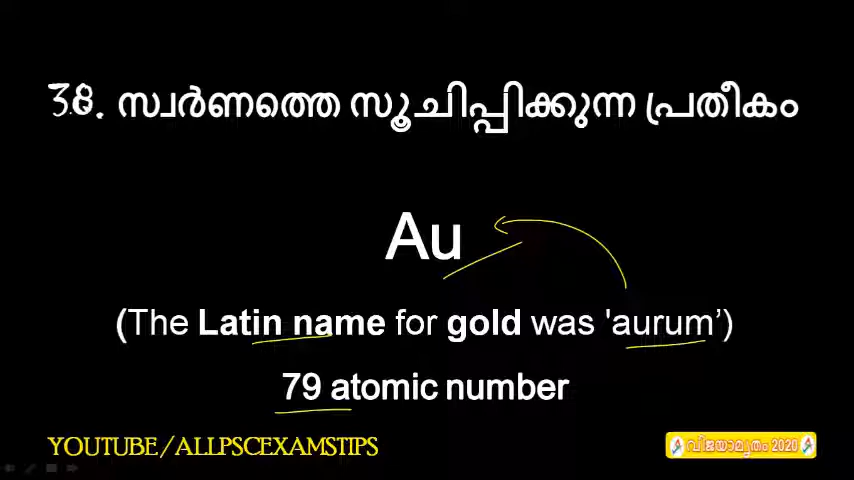 38. സ്വർണത്തെ സൂചിപ്പിക്കുന്ന പ്രതീകം
Au
(The Latin name for gold was 'aurum’)
79 atomic number
YOUTUBE/ALLPSCEXAMSTIPS
വിജയാമൃതം 2020